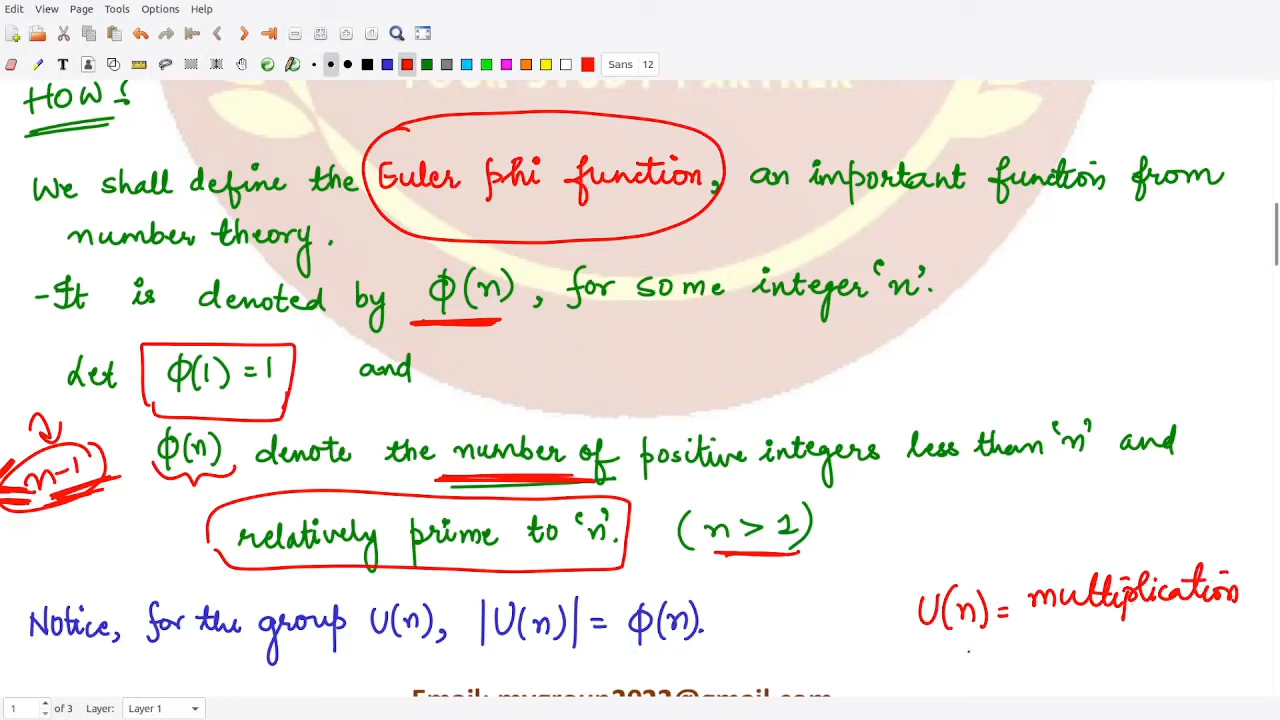 Edit View Page Tools Options Help
Sans 12
YOUR STUDY PARTNER
HOW?
We shall define the Euler phi function, an important function from
number theory.
- It is denoted by ϕ(n), for some integer 'n'.
Let ϕ(1) = 1 and
n-1
ϕ(n) denote the number of positive integers less than 'n' and
relatively prime to 'n'. (n > 1)
U(n) = multiplication
Notice, for the group U(n), |U(n)| = ϕ(n).
1 of 3 Layer: Layer 1